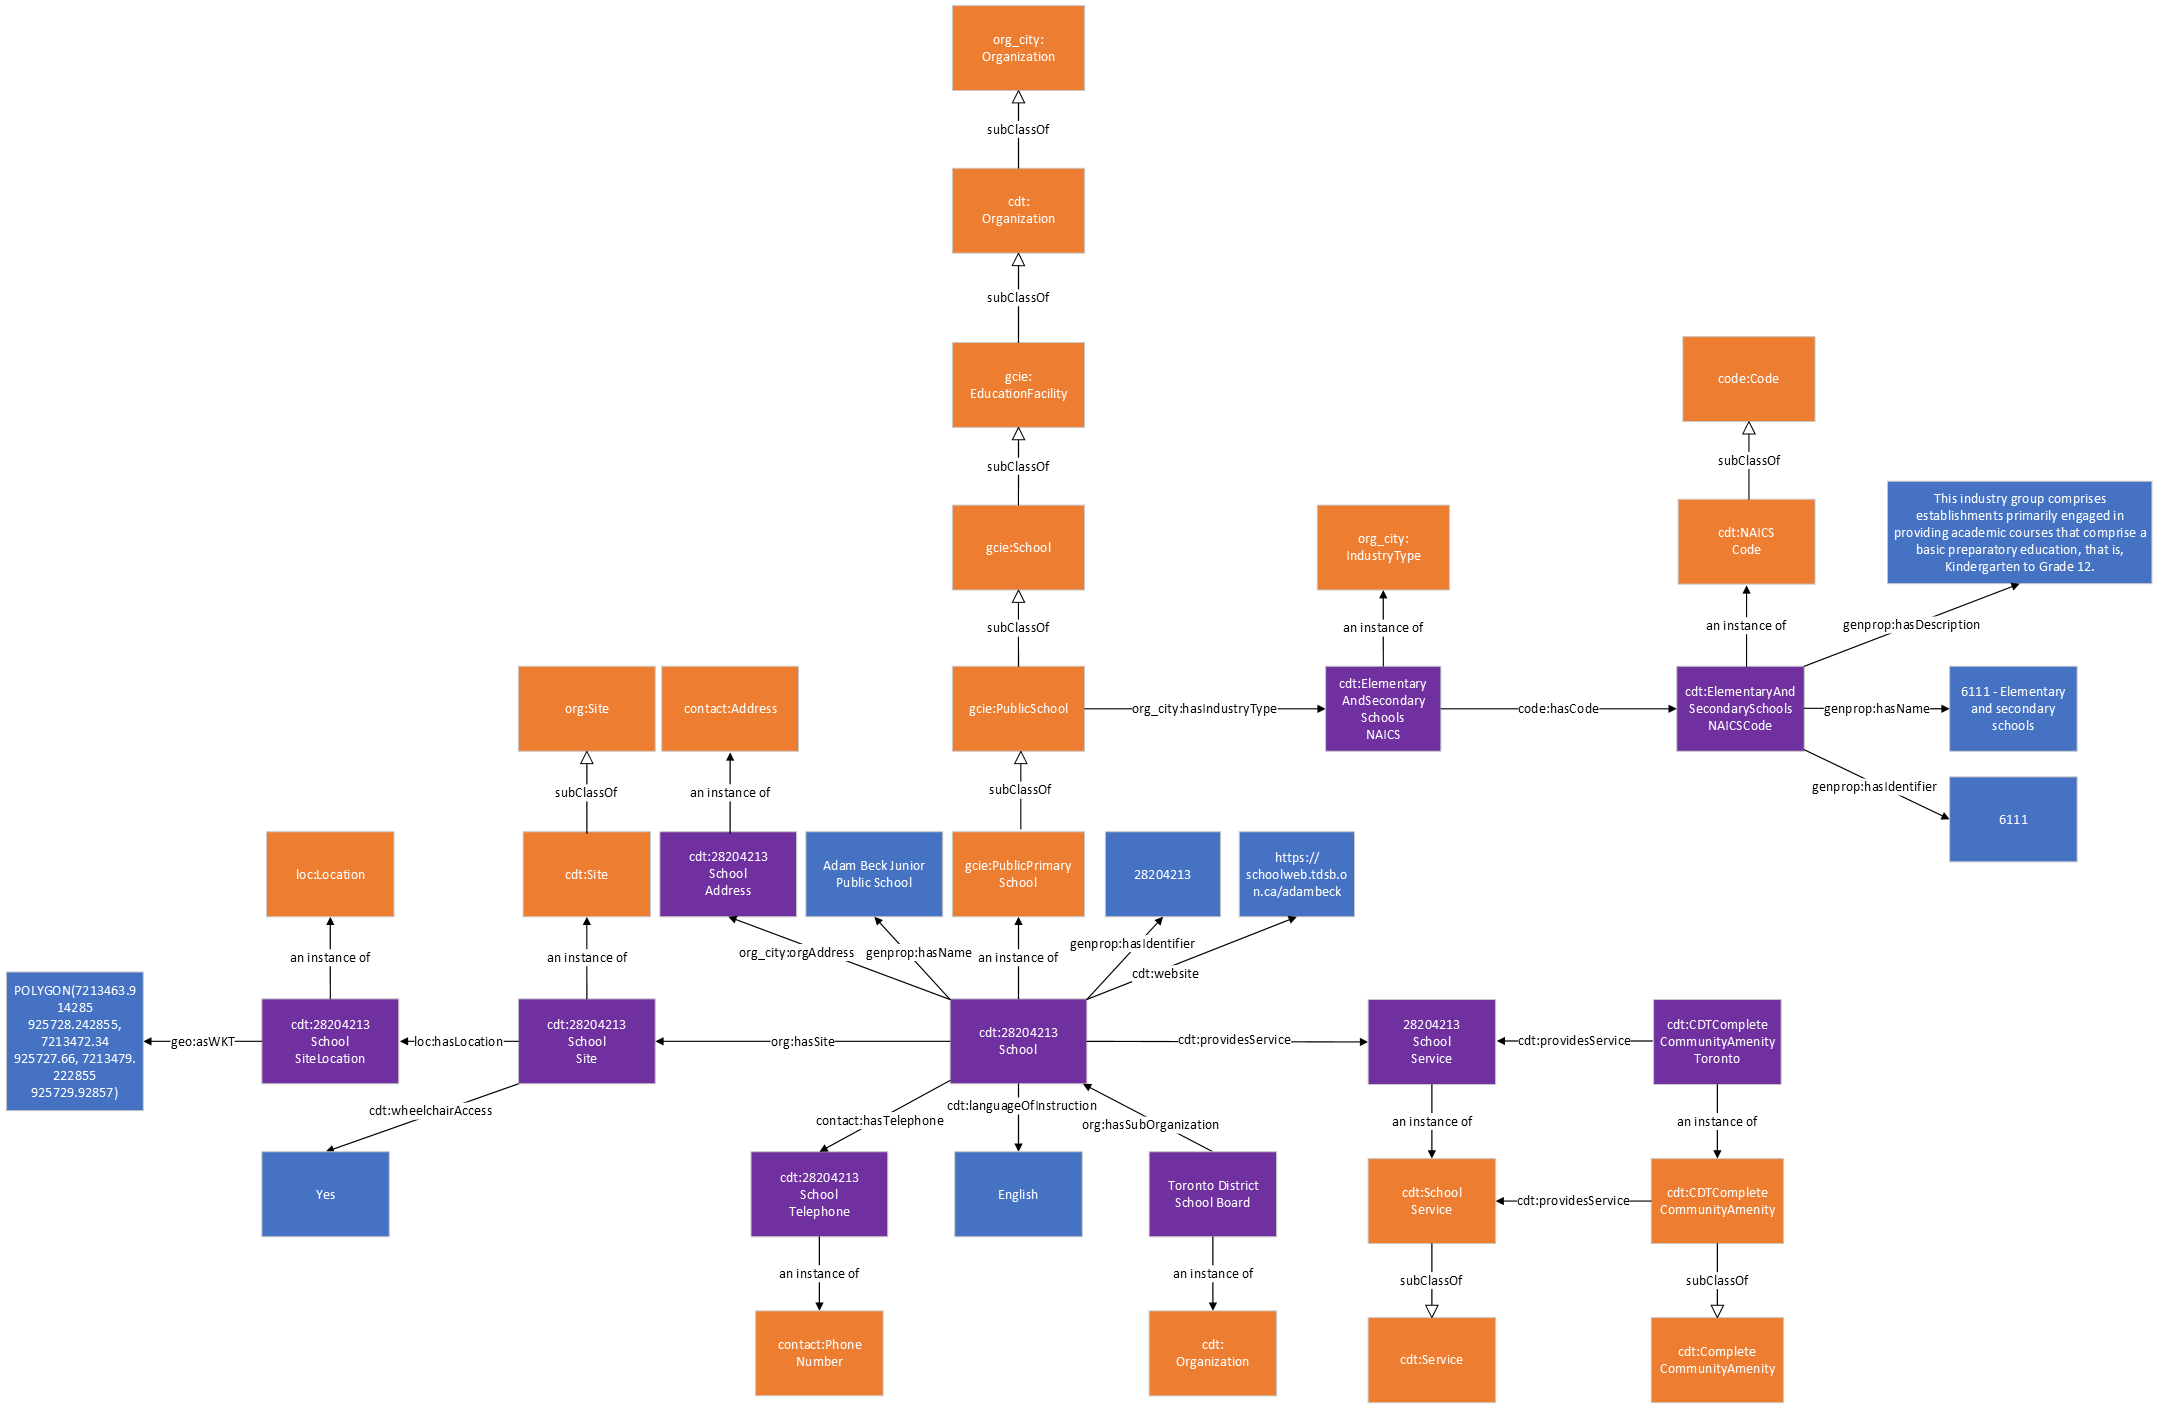 org_city:
Organization
subClassOf
cdt:
Organization
subClassOf
gcie:
EducationFacility
subClassOf
gcie:School
subClassOf
code:Code
subClassOf
cdt:NAICS
Code
an instance of
This industry group comprises
establishments primarily engaged in
providing academic courses that comprise a
basic preparatory education, that is,
Kindergarten to Grade 12.
genprop:hasDescription
org_city:
IndustryType
an instance of
gcie:PublicSchool
org_city:hasIndustryType
cdt:Elementary
AndSecondary
Schools
NAICS
code:hasCode
cdt:ElementaryAnd
SecondarySchools
NAICSCode
genprop:hasName
6111 - Elementary
and secondary
schools
genprop:hasIdentifier
6111
org:Site
subClassOf
contact:Address
an instance of
subClassOf
loc:Location
an instance of
cdt:Site
an instance of
cdt:28204213
School
Address
org_city:orgAddress
Adam Beck Junior
Public School
genprop:hasName
gcie:PublicPrimary
School
an instance of
28204213
genprop:hasIdentifier
https://
schoolweb.tdsb.o
n.ca/adambeck
cdt:website
POLYGON(7213463.9
14285
925728.242855,
7213472.34
925727.66, 7213479.
222855
925729.92857)
geo:asWKT
cdt:28204213
School
SiteLocation
loc:hasLocation
cdt:28204213
School
Site
org:hasSite
cdt:28204213
School
cdt:providesService
28204213
School
Service
cdt:providesService
cdt:CDTComplete
CommunityAmenity
Toronto
cdt:wheelchairAccess
Yes
contact:hasTelephone
cdt:28204213
School
Telephone
an instance of
contact:Phone
Number
cdt:languageOfInstruction
English
org:hasSubOrganization
Toronto District
School Board
an instance of
cdt:
Organization
an instance of
cdt:School
Service
subClassOf
cdt:Service
cdt:providesService
an instance of
cdt:CDTComplete
CommunityAmenity
subClassOf
cdt:Complete
CommunityAmenity